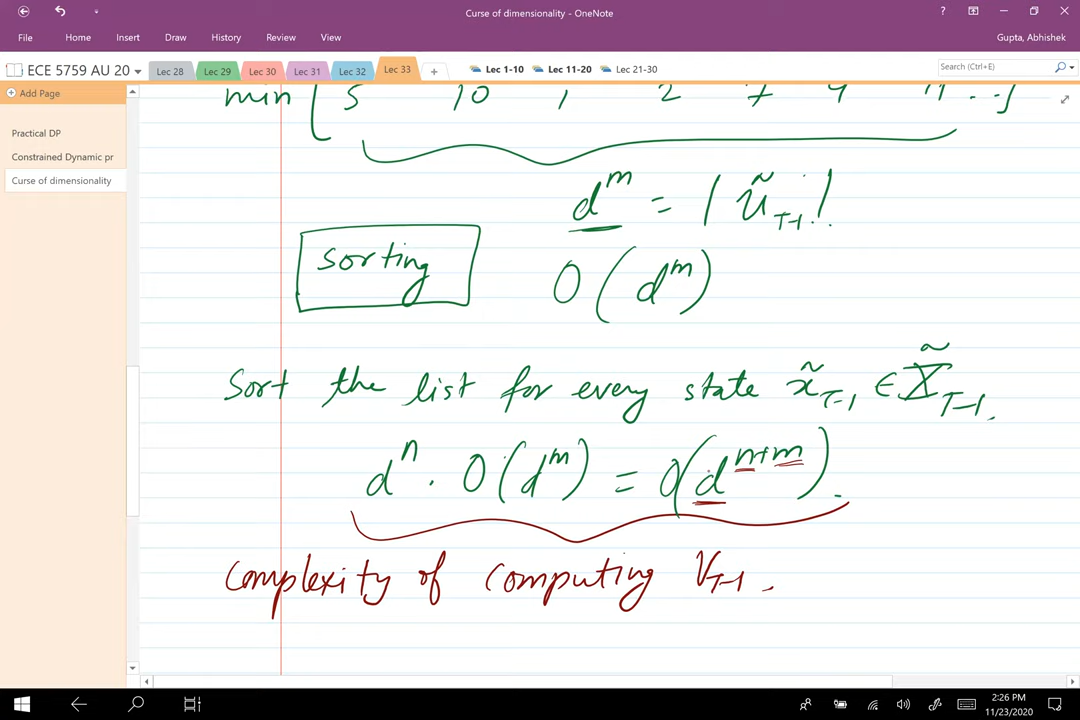 Curse of dimensionality - OneNote
Gupta, Abhishek
File Home Insert Draw History Review View
ECE 5759 AU 20 Lec 28 Lec 29 Lec 30 Lec 31 Lec 32 Lec 33 + Lec 1-10 Lec 11-20 Lec 21-30 Search (Ctrl+E)
Add Page
Practical DP
Constrained Dynamic pr
Curse of dimensionality
min [ 5 10 1 2 7 4 11 .. ]
d^m = | Ũ_{T-1} |.
sorting O(d^m)
Sort the list for every state x̃_{T-1} ∈ X̃_{T-1}.
d^n . O(d^m) = O(d^{n+m}).
Complexity of computing V_{T-1}.
2:26 PM
11/23/2020